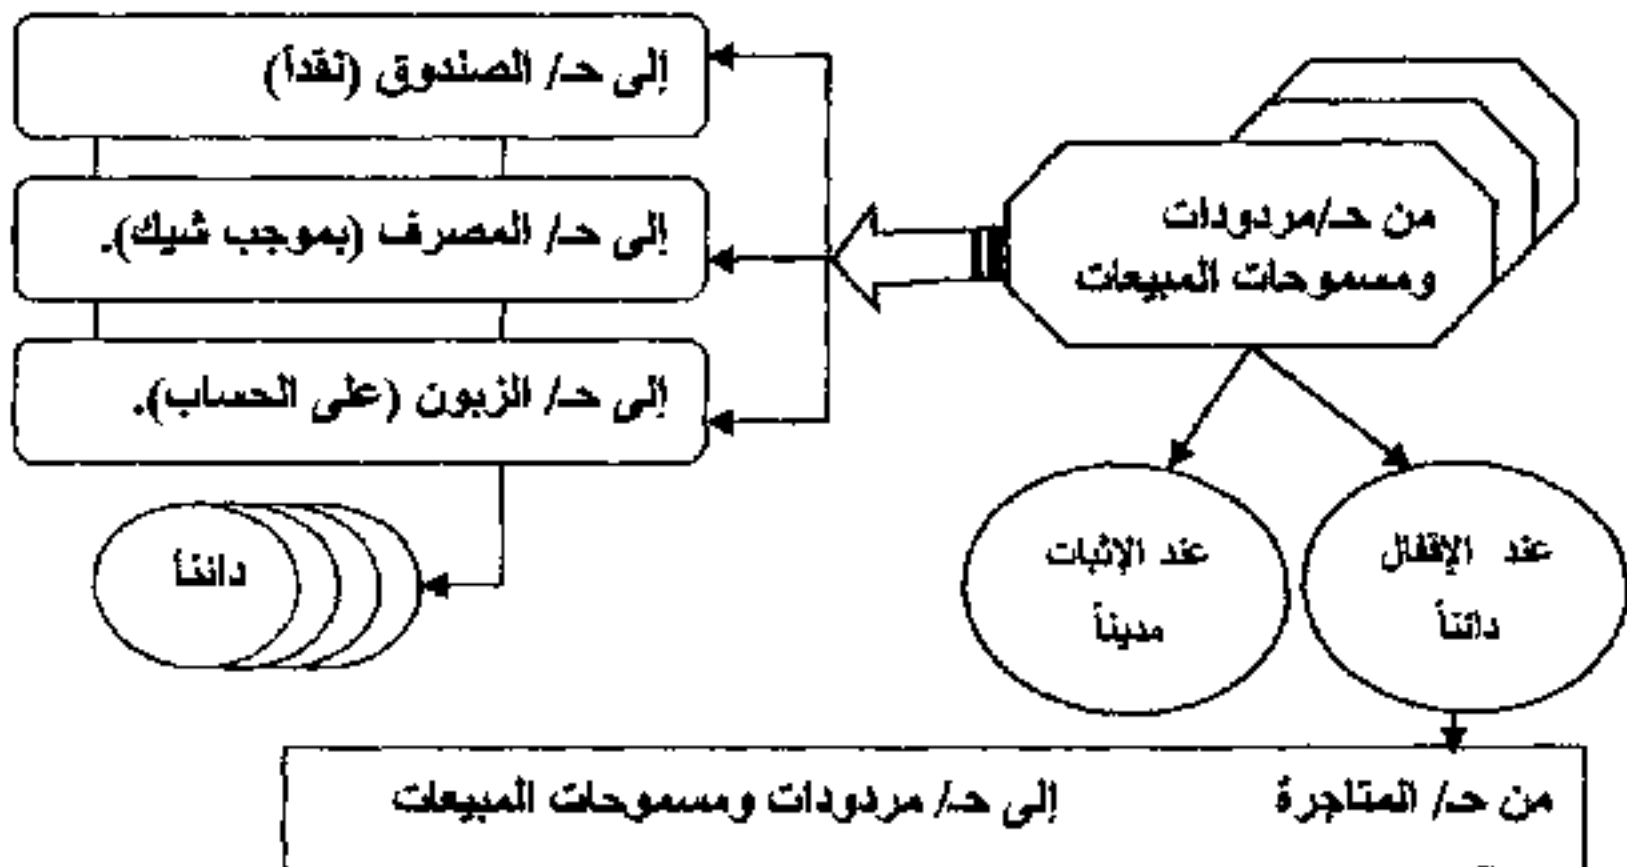 إلى حـ/ الصندوق (نقداً)
من حـ/مردودات
ومسموحات المبيعات
إلى حـ/ المصرف (بموجب شيك).
إلى حـ/ الزبون (على الحساب).
عند الإقفال
دائناً
عند الإثبات
مديناً
دائناً
من حـ/ المتاجرة إلى حـ/ مردودات ومسموحات المبيعات